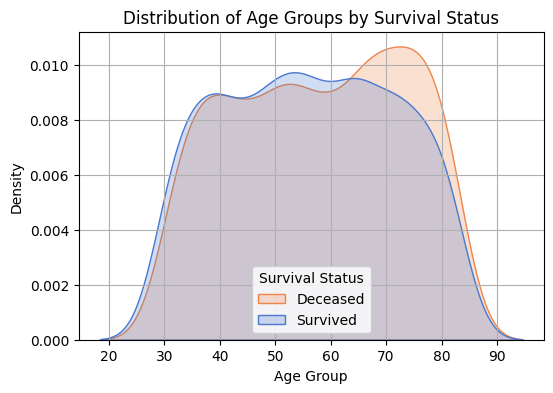 Distribution of Age Groups by Survival Status
0.010
0.008
0.006
0.004
0.002
0.000
Density
Survival Status
Deceased
Survived
20 30 40 50 60 70 80 90
Age Group